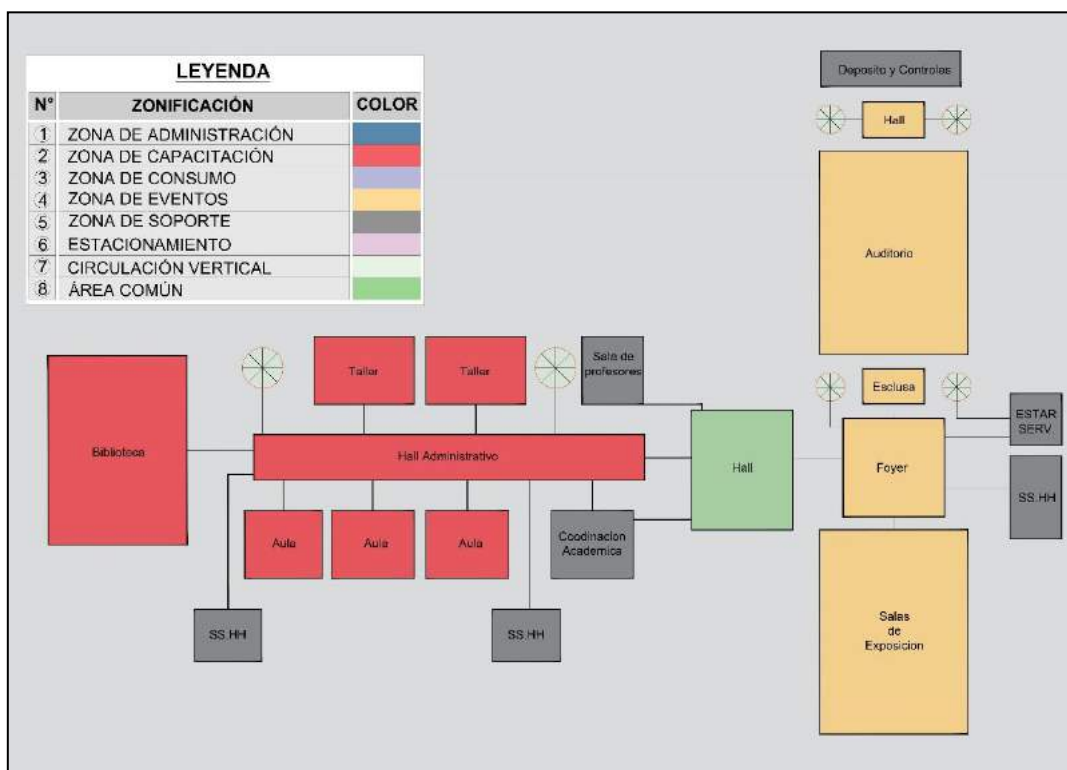 LEYENDA
Nº ZONIFICACIÓN COLOR
1 ZONA DE ADMINISTRACIÓN
2 ZONA DE CAPACITACIÓN
3 ZONA DE CONSUMO
4 ZONA DE EVENTOS
5 ZONA DE SOPORTE
6 ESTACIONAMIENTO
7 CIRCULACIÓN VERTICAL
8 ÁREA COMÚN
Deposito y Controles
Hall
Auditorio
Taller
Taller
Sala de
profesores
Esclusa
ESTAR
SERV.
Biblioteca
Hall Administrativo
Hall
Foyer
SS.HH
Aula
Aula
Aula
Coodinacion
Academica
SS.HH
SS.HH
Salas
de
Exposicion